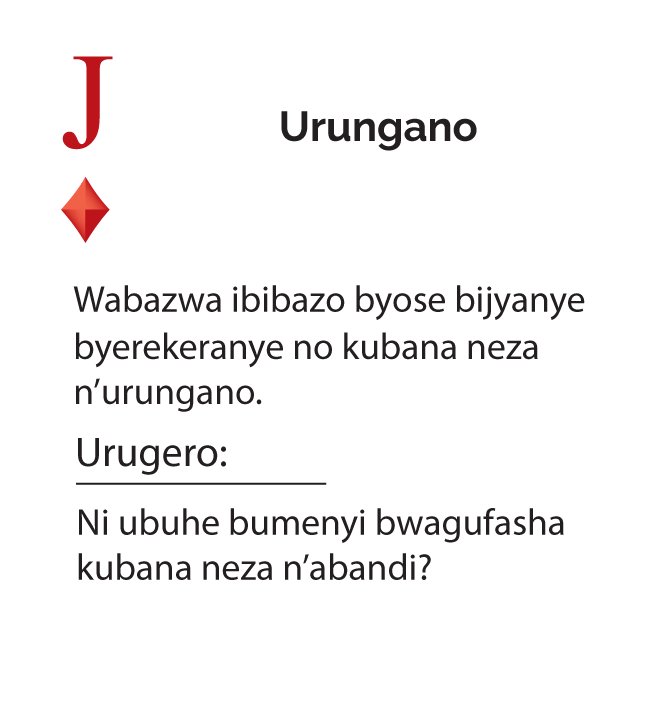 J
Urungano
Wabazwa ibibazo byose bijyanye
byerekeranye no kubana neza
n’urungano.
Urugero:
Ni ubuhe bumenyi bwagufasha
kubana neza n’abandi?